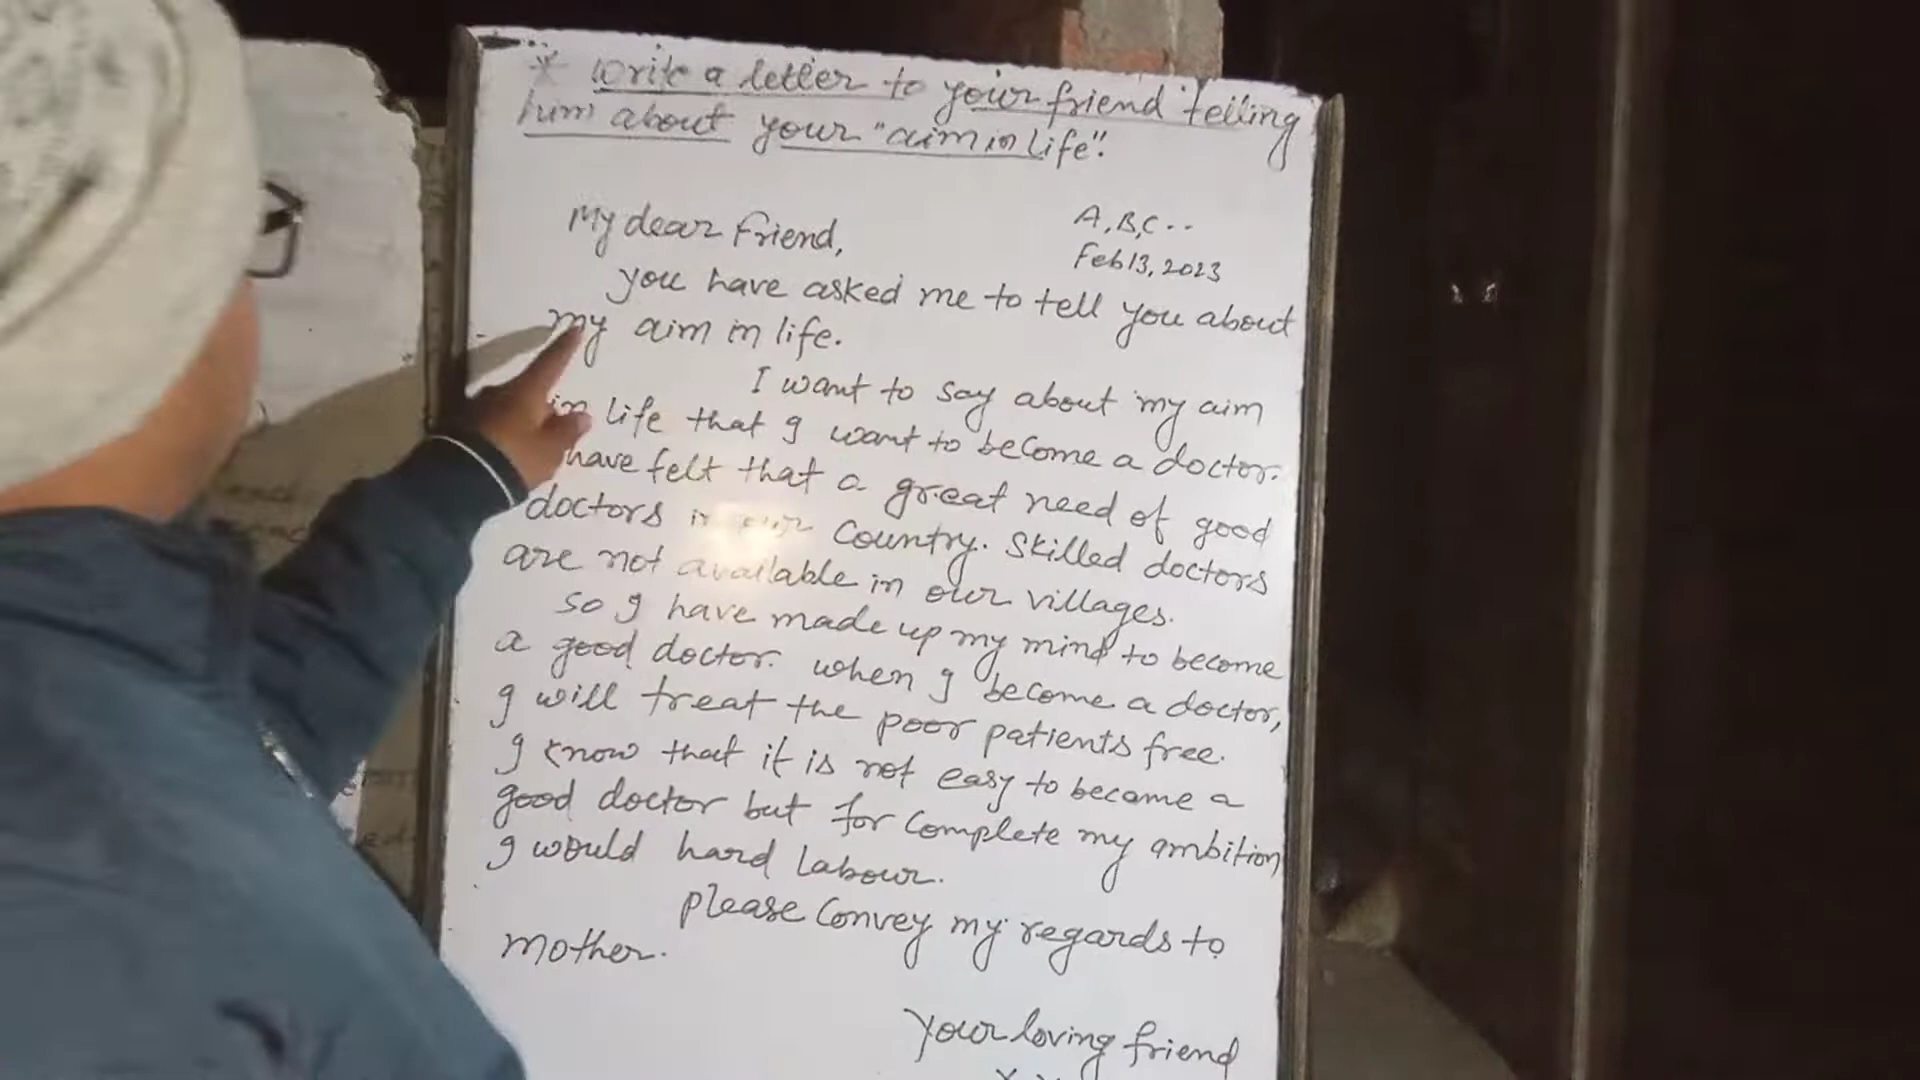 * write a letter to your friend telling
him about your "aim in life".
A,B,C..
Feb 13, 2023
My dear friend,
you have asked me to tell you about
my aim in life.
I want to say about my aim
in life that I want to become a doctor.
have felt that a great need of good
doctors in our Country. Skilled doctors
are not available in our villages.
so I have made up my mind to become
a good doctor. when I become a doctor,
I will treat the poor patients free.
I know that it is not easy to become a
good doctor but for complete my ambition
I would hard labour.
please convey my regards to
mother.
your loving friend